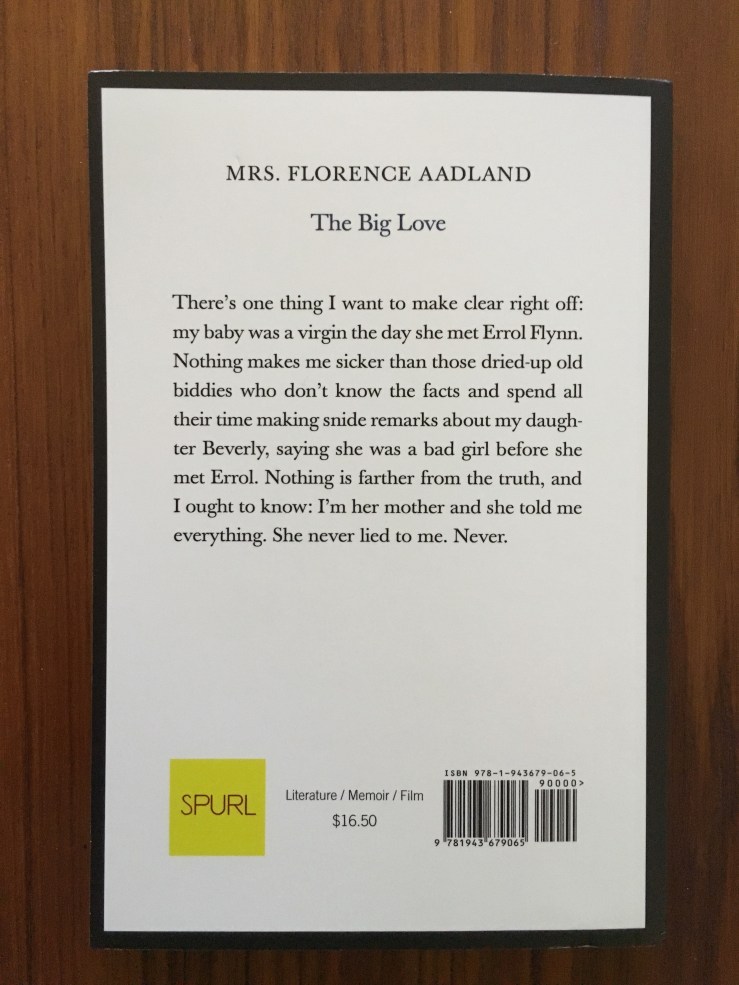 MRS. FLORENCE AADLAND
The Big Love
There’s one thing I want to make clear right off:
my baby was a virgin the day she met Errol Flynn.
Nothing makes me sicker than those dried-up old
biddies who don’t know the facts and spend all
their time making snide remarks about my daugh-
ter Beverly, saying she was a bad girl before she
met Errol. Nothing is farther from the truth, and
I ought to know: I’m her mother and she told me
everything. She never lied to me. Never.
SPURL
Literature / Memoir / Film
$16.50
ISBN 978-1-943679-06-5
90000>
9 781943 679065